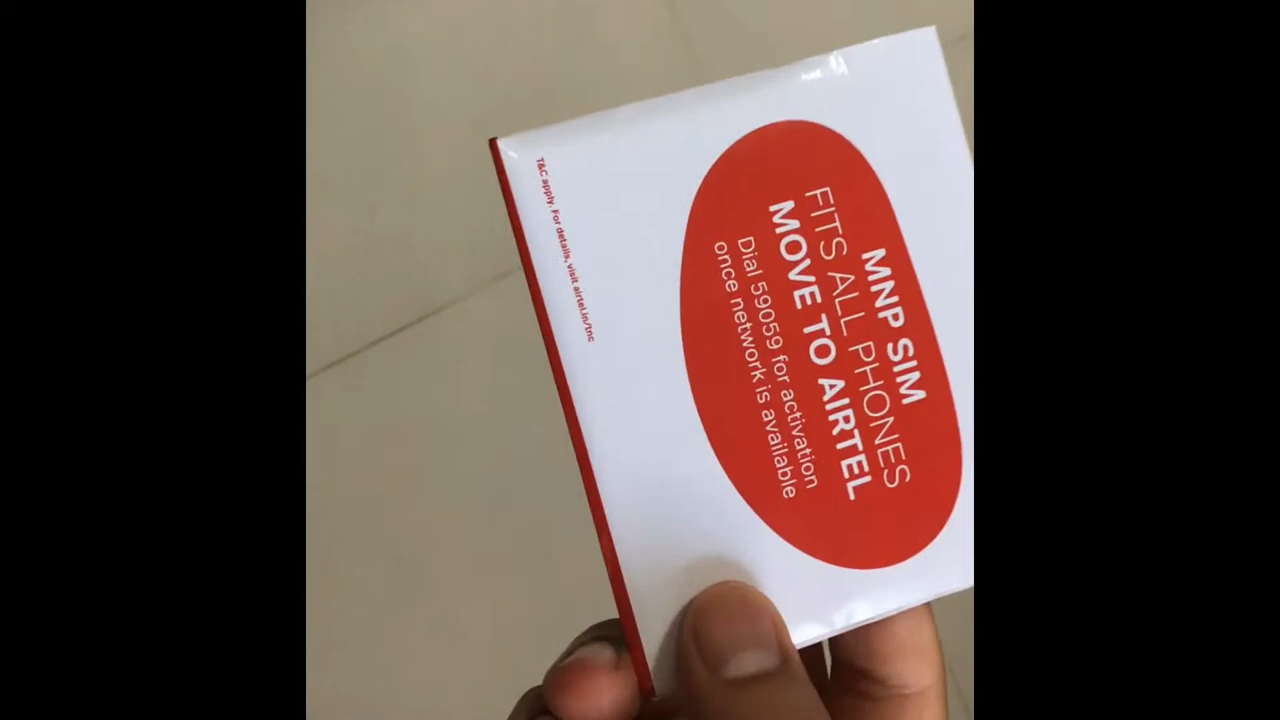 MNP SIM
FITS ALL PHONES
MOVE TO AIRTEL
Dial 59059 for activation
once network is available
T&C apply. For details, visit airtel.in/tnc